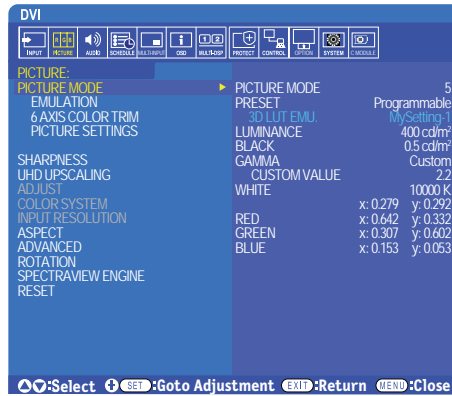 DVI
INPUT PICTURE AUDIO SCHEDULE MULTI-INPUT OSD MULTI-DSP PROTECT CONTROL OPTION SYSTEM C MODULE
R G B
1 2
PICTURE:
PICTURE MODE PICTURE MODE 5
EMULATION PRESET Programmable
6 AXIS COLOR TRIM 3D LUT EMU. MySetting-1
PICTURE SETTINGS LUMINANCE 400 cd/m²
BLACK 0.5 cd/m²
SHARPNESS GAMMA Custom
UHD UPSCALING CUSTOM VALUE 2.2
ADJUST WHITE 10000 K
COLOR SYSTEM x: 0.279 y: 0.292
INPUT RESOLUTION RED x: 0.642 y: 0.332
ASPECT GREEN x: 0.307 y: 0.602
ADVANCED BLUE x: 0.153 y: 0.053
ROTATION
SPECTRAVIEW ENGINE
RESET
:Select SET :Goto Adjustment EXIT :Return MENU :Close